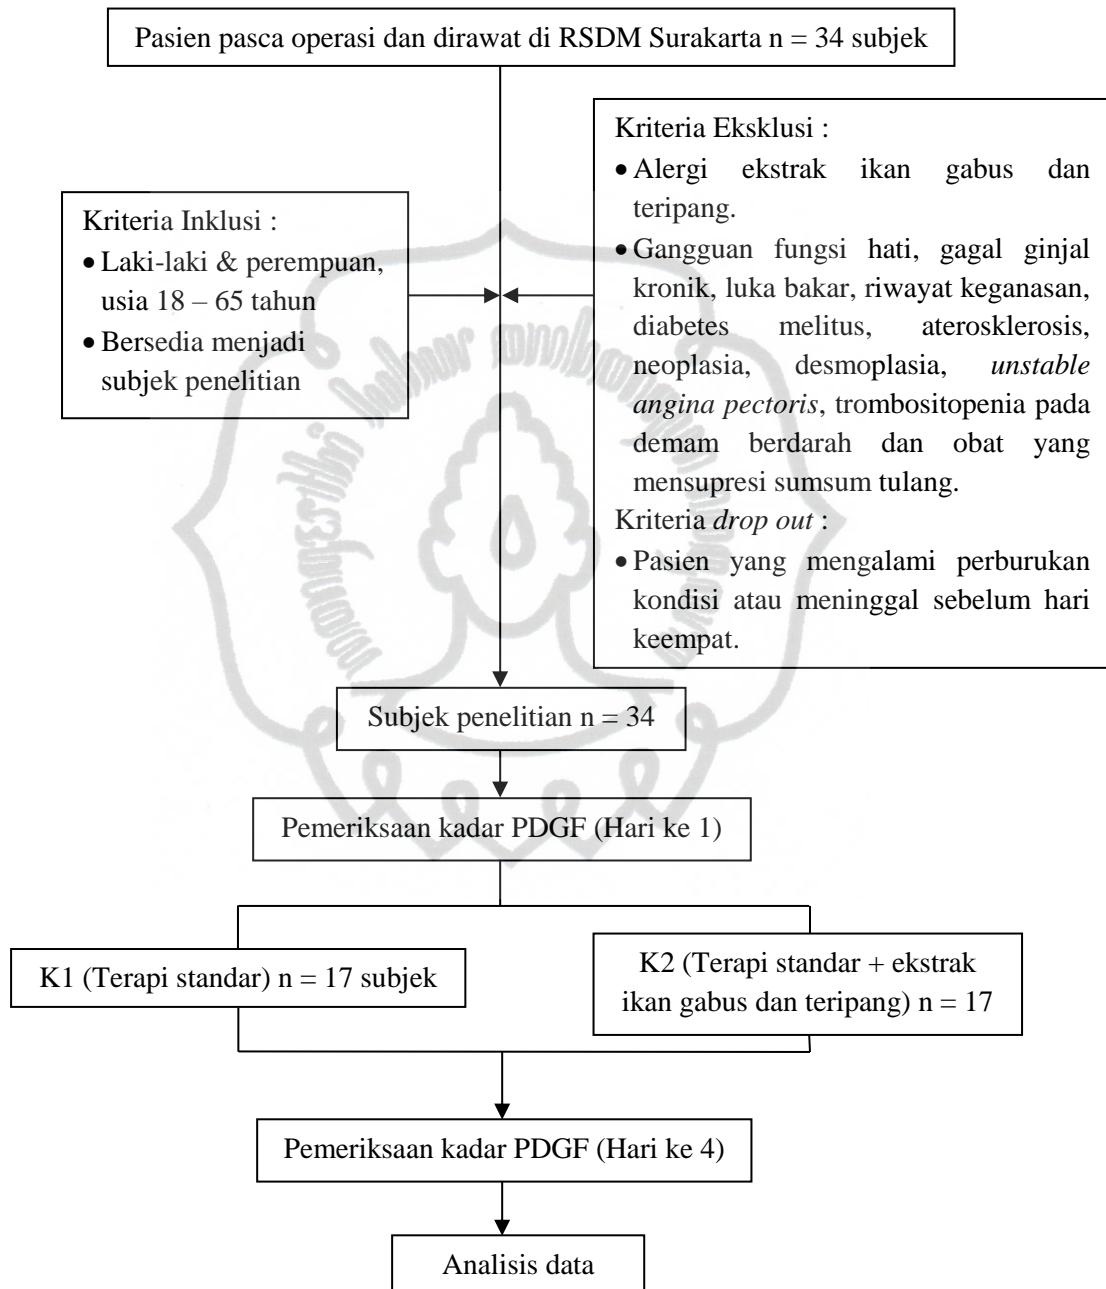 Pasien pasca operasi dan dirawat di RSDM Surakarta n = 34 subjek
Kriteria Inklusi :
• Laki-laki & perempuan,
usia 18 – 65 tahun
• Bersedia menjadi
subjek penelitian
Kriteria Eksklusi :
• Alergi ekstrak ikan gabus dan
teripang.
• Gangguan fungsi hati, gagal ginjal
kronik, luka bakar, riwayat keganasan,
diabetes melitus, aterosklerosis,
neoplasia, desmoplasia, unstable
angina pectoris, trombositopenia pada
demam berdarah dan obat yang
mensupresi sumsum tulang.
Kriteria drop out :
• Pasien yang mengalami perburukan
kondisi atau meninggal sebelum hari
keempat.
Subjek penelitian n = 34
Pemeriksaan kadar PDGF (Hari ke 1)
K1 (Terapi standar) n = 17 subjek
K2 (Terapi standar + ekstrak
ikan gabus dan teripang) n = 17
Pemeriksaan kadar PDGF (Hari ke 4)
Analisis data